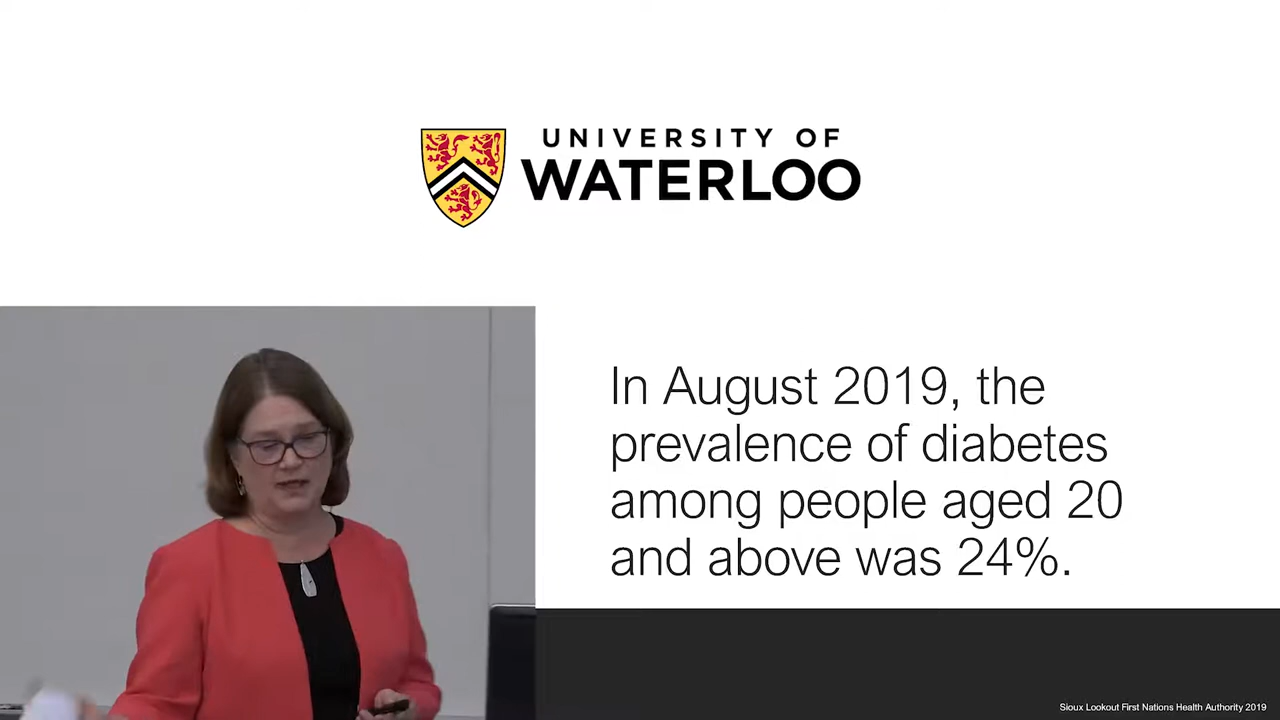 UNIVERSITY OF
WATERLOO
In August 2019, the
prevalence of diabetes
among people aged 20
and above was 24%.
Sioux Lookout First Nations Health Authority 2019